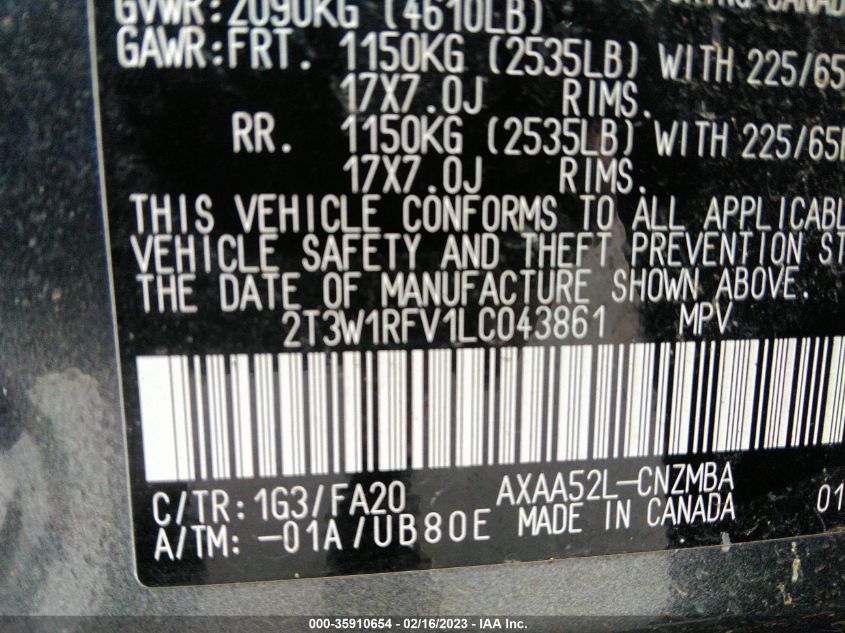 GVWR: 2090KG (4610LB)
GAWR: FRT. 1150KG (2535LB) WITH 225/65
17X7.0J RIMS.
RR. 1150KG (2535LB) WITH 225/65
17X7.0J RIMS.
THIS VEHICLE CONFORMS TO ALL APPLICABL
VEHICLE SAFETY AND THEFT PREVENTION ST
THE DATE OF MANUFACTURE SHOWN ABOVE.
2T3W1RFV1LC043861 MPV
C/TR: 1G3/FA20 AXAA52L-CNZMBA 01
A/TM: -01A/UB80E MADE IN CANADA
000-35910654 - 02/16/2023 - IAA Inc.